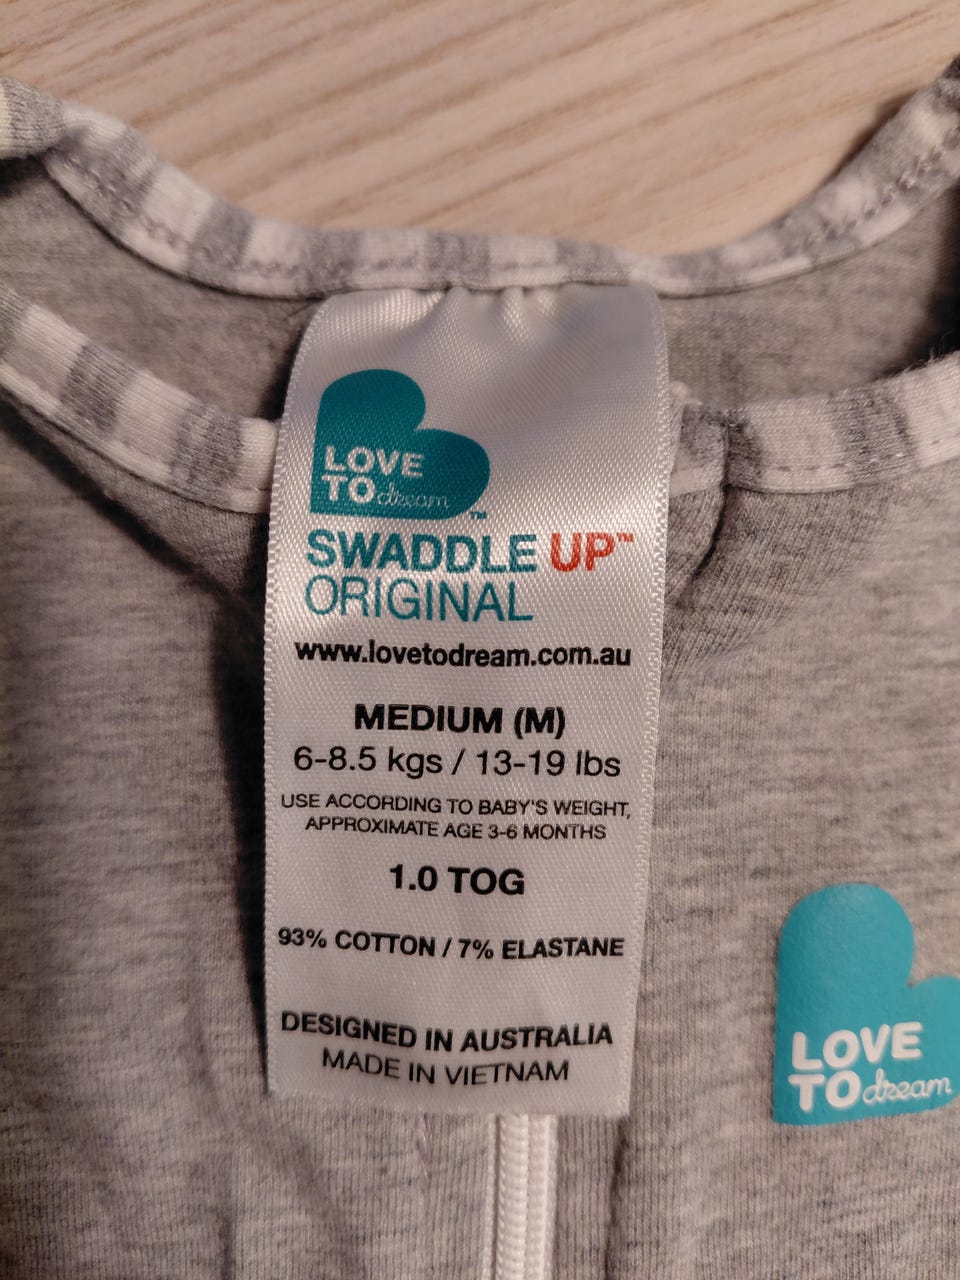 LOVE
TO dream™
SWADDLE UP™
ORIGINAL
www.lovetodream.com.au
MEDIUM (M)
6-8.5 kgs / 13-19 lbs
USE ACCORDING TO BABY'S WEIGHT,
APPROXIMATE AGE 3-6 MONTHS
1.0 TOG
93% COTTON / 7% ELASTANE
DESIGNED IN AUSTRALIA
MADE IN VIETNAM
LOVE
TO dream